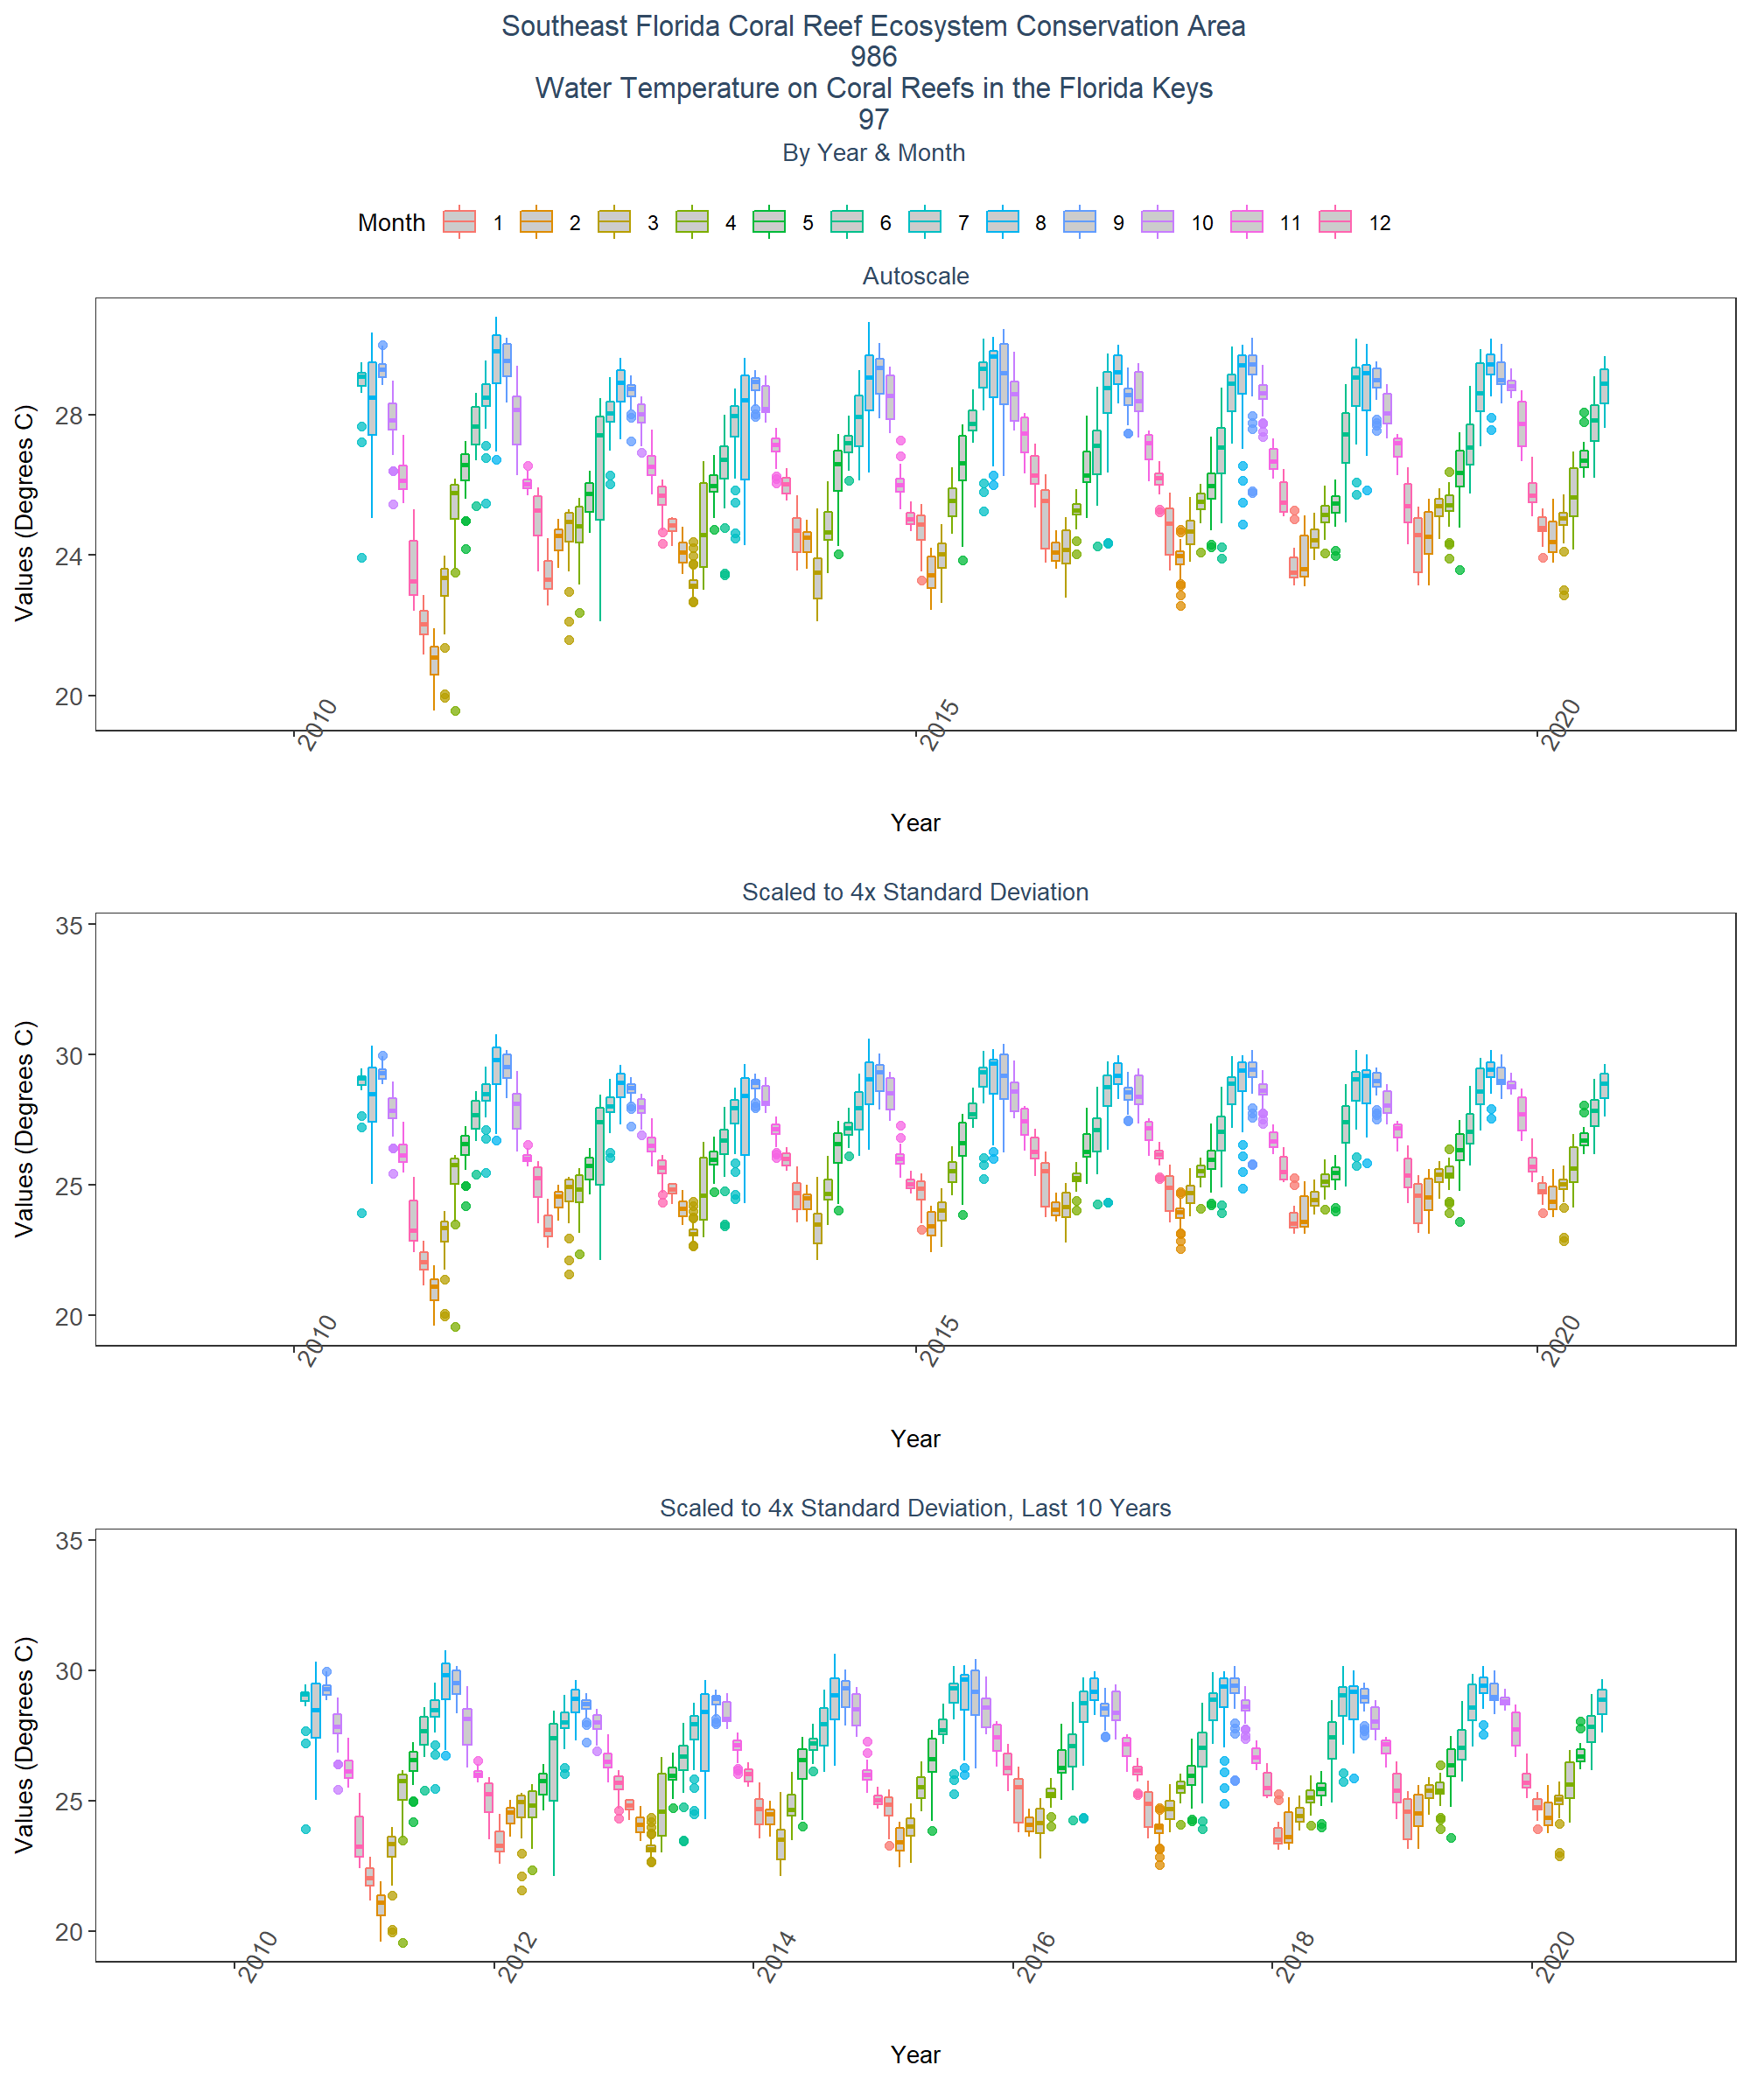 Southeast Florida Coral Reef Ecosystem Conservation Area
986
Water Temperature on Coral Reefs in the Florida Keys
97
By Year & Month
Month 1 2 3 4 5 6 7 8 9 10 11 12
Autoscale
Values (Degrees C)
28
24
20
2010 2015 2020
Year
Scaled to 4x Standard Deviation
Values (Degrees C)
35
30
25
20
2010 2015 2020
Year
Scaled to 4x Standard Deviation, Last 10 Years
Values (Degrees C)
35
30
25
20
2010 2012 2014 2016 2018 2020
Year